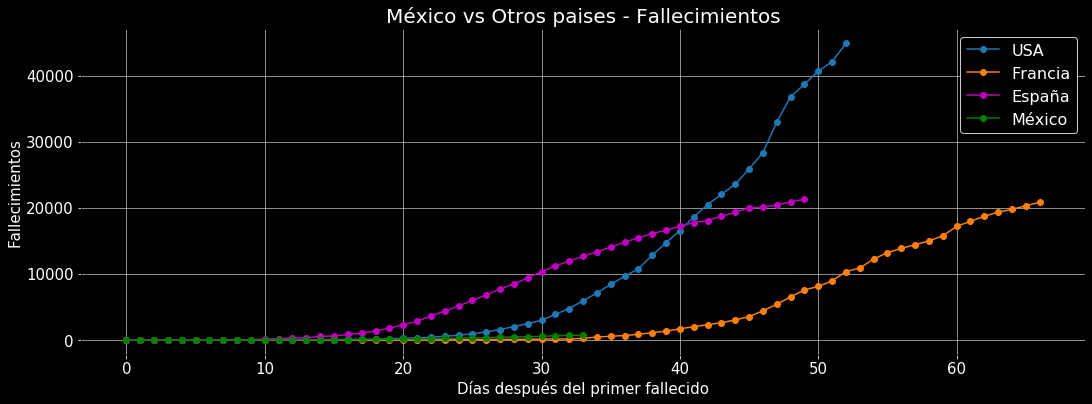 México vs Otros paises - Fallecimientos
USA
Francia
España
México
Fallecimientos
40000
30000
20000
10000
0
0 10 20 30 40 50 60
Días después del primer fallecido